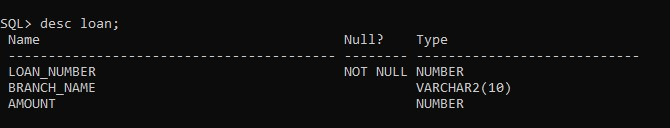 SQL> desc loan;
 Name                                      Null?    Type
 ----------------------------------------- -------- ----------------------------
 LOAN_NUMBER                               NOT NULL NUMBER
 BRANCH_NAME                                        VARCHAR2(10)
 AMOUNT                                             NUMBER